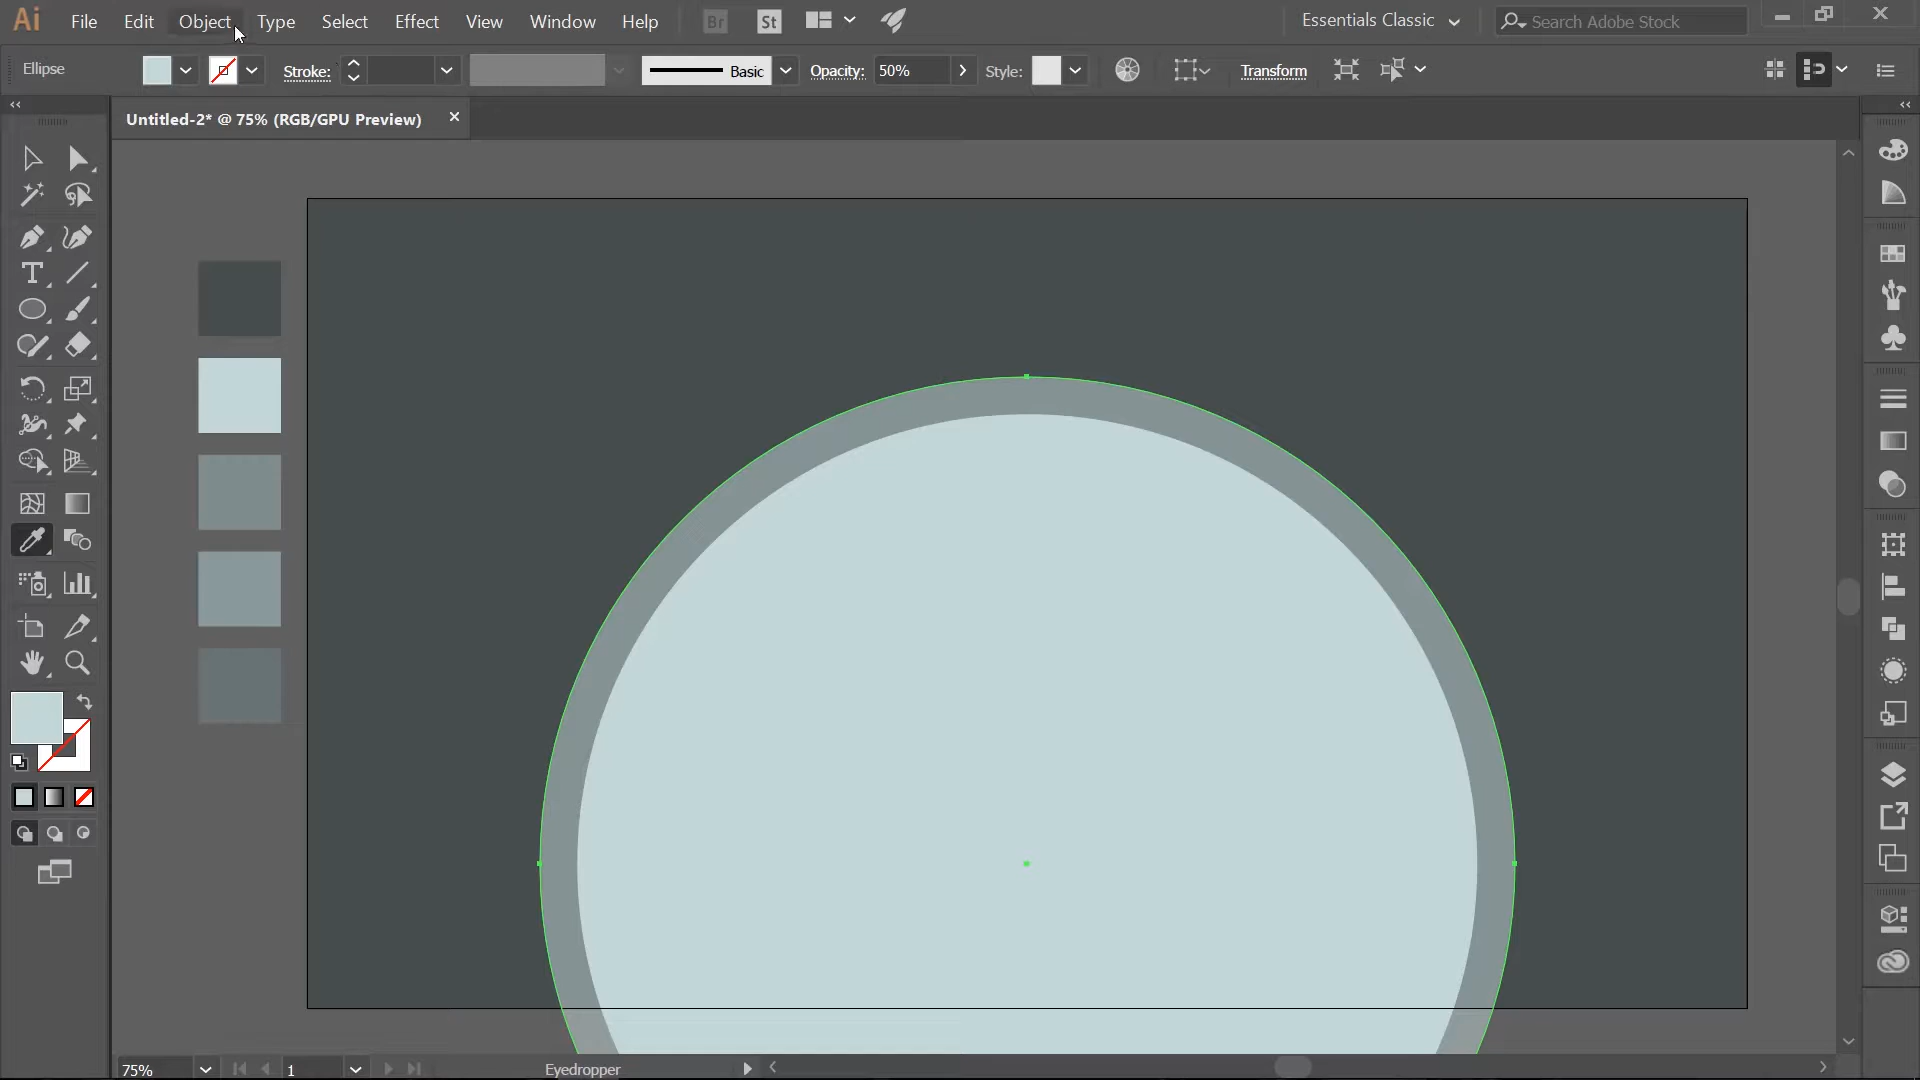 Ai File Edit Object Type Select Effect View Window Help Br St Essentials Classic Search Adobe Stock
Ellipse Stroke: Basic Opacity: 50% Style: Transform
Untitled-2* @ 75% (RGB/GPU Preview)
75% 1 Eyedropper